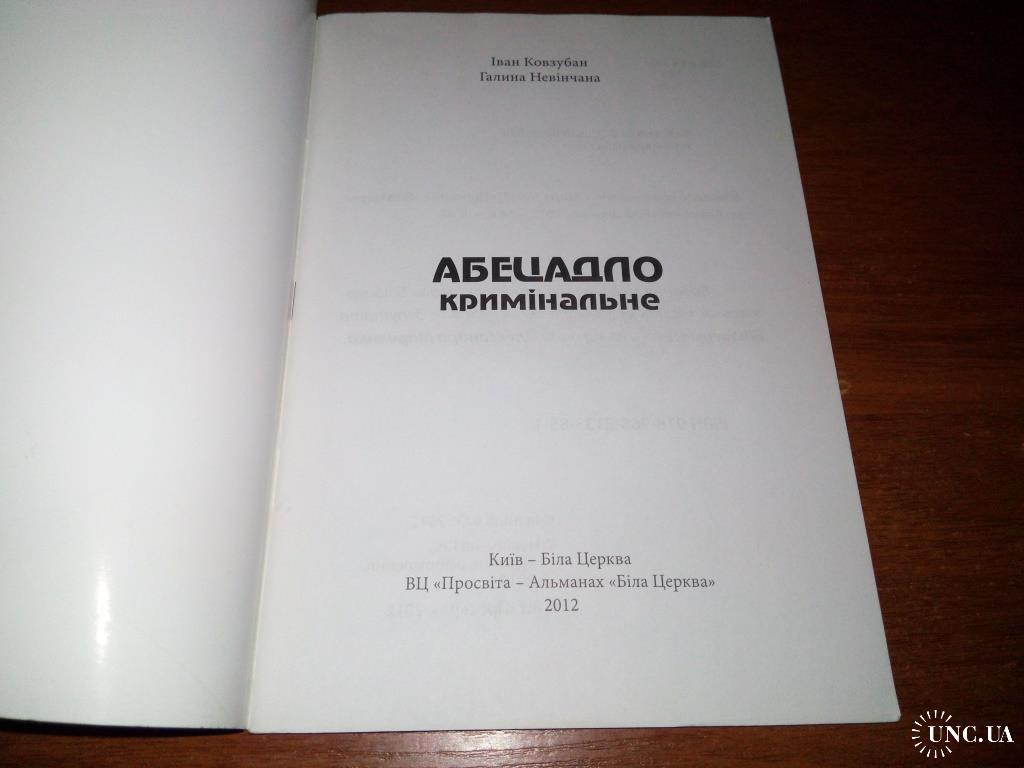 Іван Ковзубан
Галина Невінчана
АБЕЦАДЛО
кримінальне
Київ – Біла Церква
ВЦ «Просвіта – Альманах «Біла Церква»
2012
UNC.UA